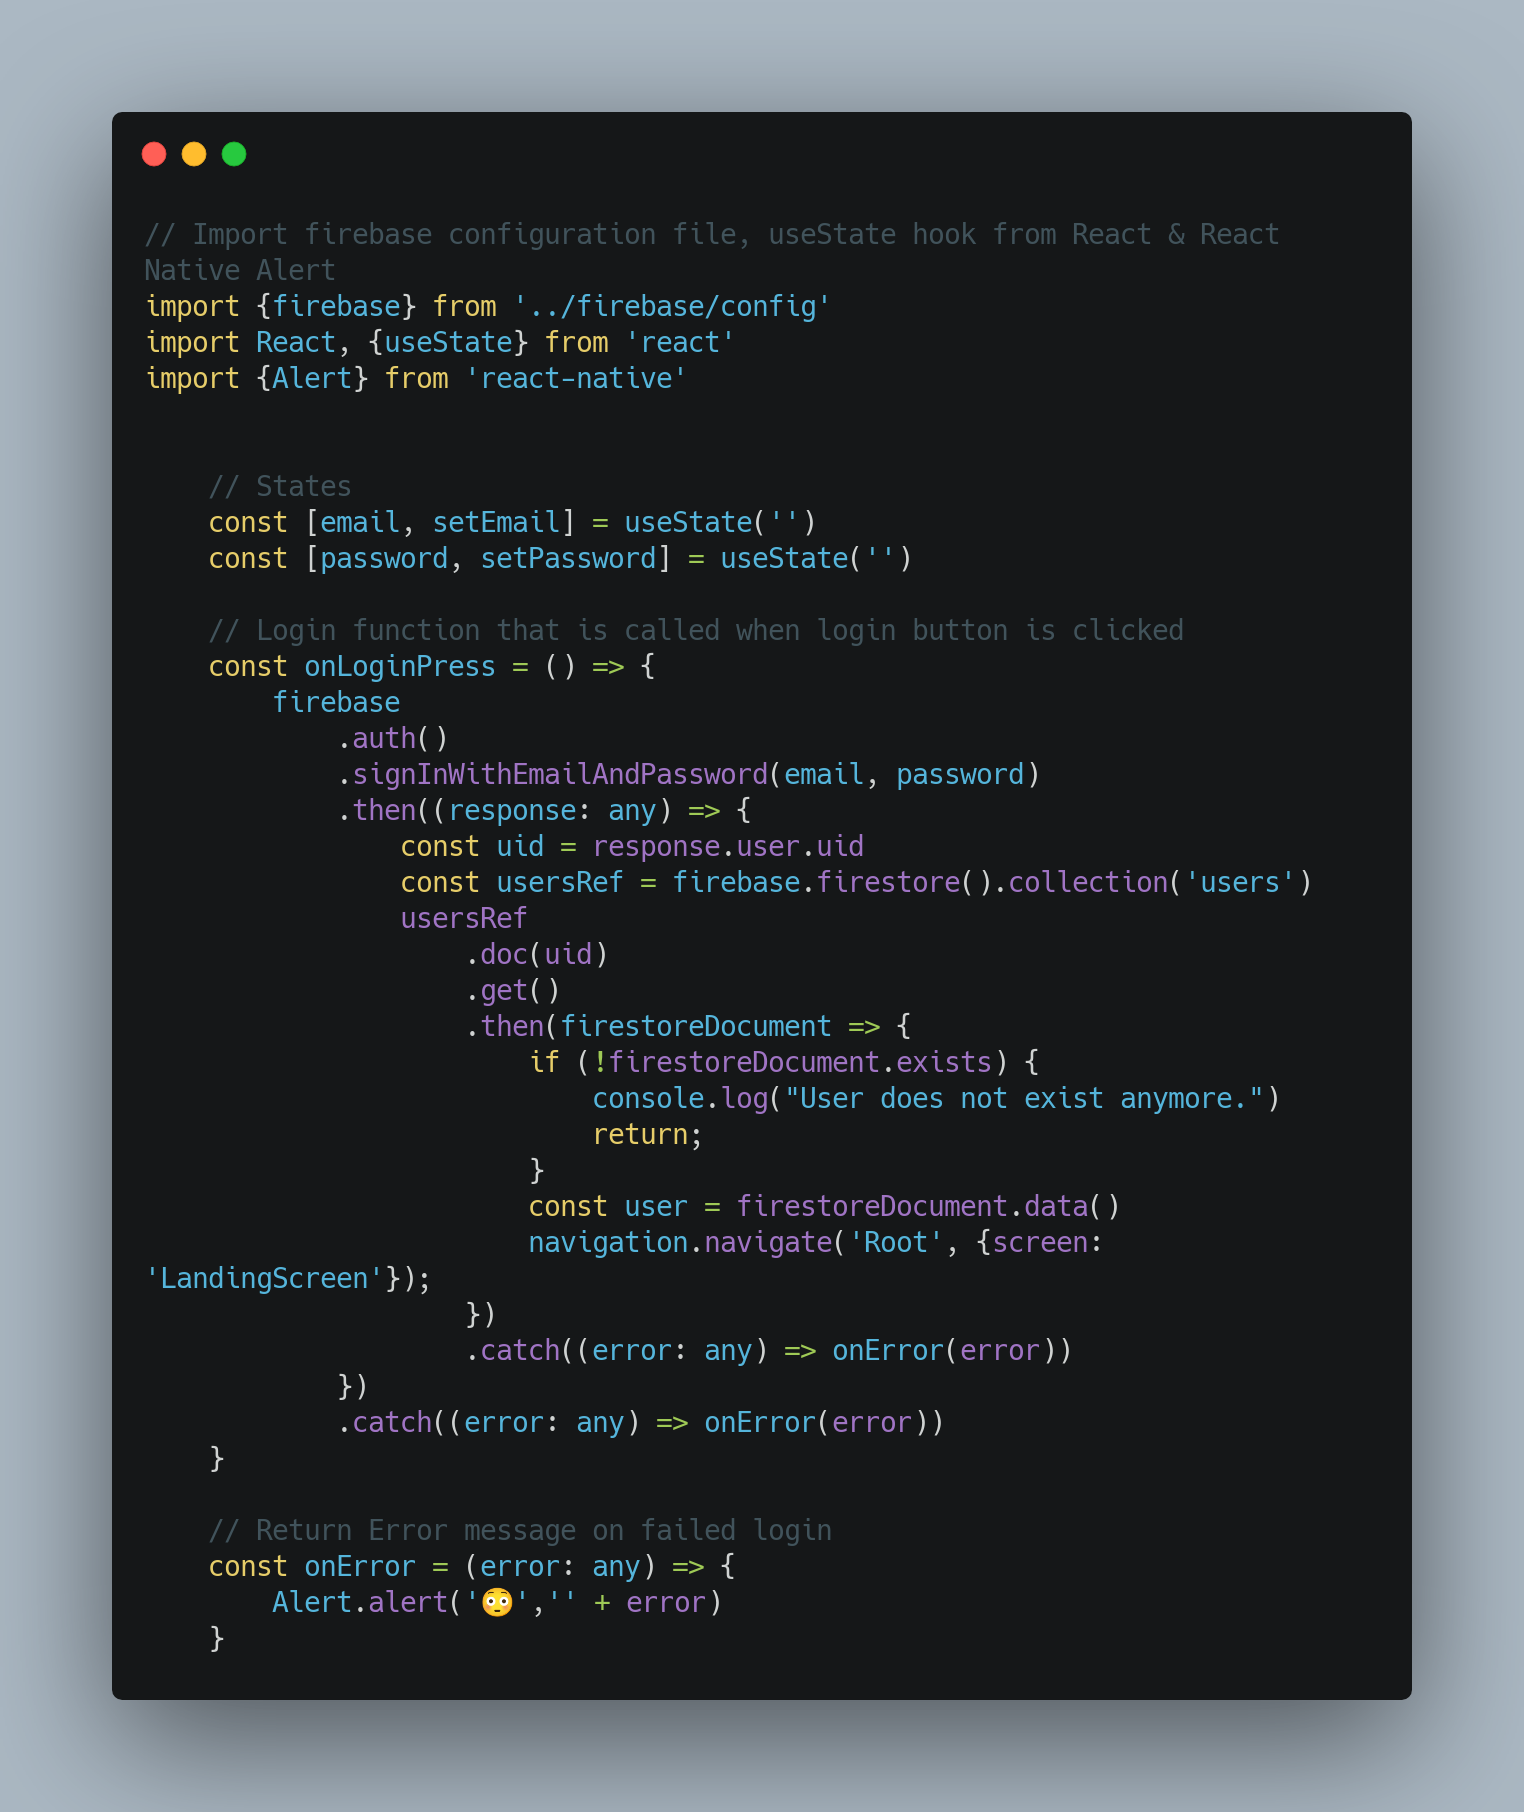 // Import firebase configuration file, useState hook from React & React
Native Alert
import {firebase} from '../firebase/config'
import React, {useState} from 'react'
import {Alert} from 'react-native'
    // States
    const [email, setEmail] = useState('')
    const [password, setPassword] = useState('')
    // Login function that is called when login button is clicked
    const onLoginPress = () => {
        firebase
            .auth()
            .signInWithEmailAndPassword(email, password)
            .then((response: any) => {
                const uid = response.user.uid
                const usersRef = firebase.firestore().collection('users')
                usersRef
                    .doc(uid)
                    .get()
                    .then(firestoreDocument => {
                        if (!firestoreDocument.exists) {
                            console.log("User does not exist anymore.")
                            return;
                        }
                        const user = firestoreDocument.data()
                        navigation.navigate('Root', {screen:
'LandingScreen'});
                    })
                    .catch((error: any) => onError(error))
            })
            .catch((error: any) => onError(error))
    }
    // Return Error message on failed login
    const onError = (error: any) => {
        Alert.alert('😳','' + error)
    }